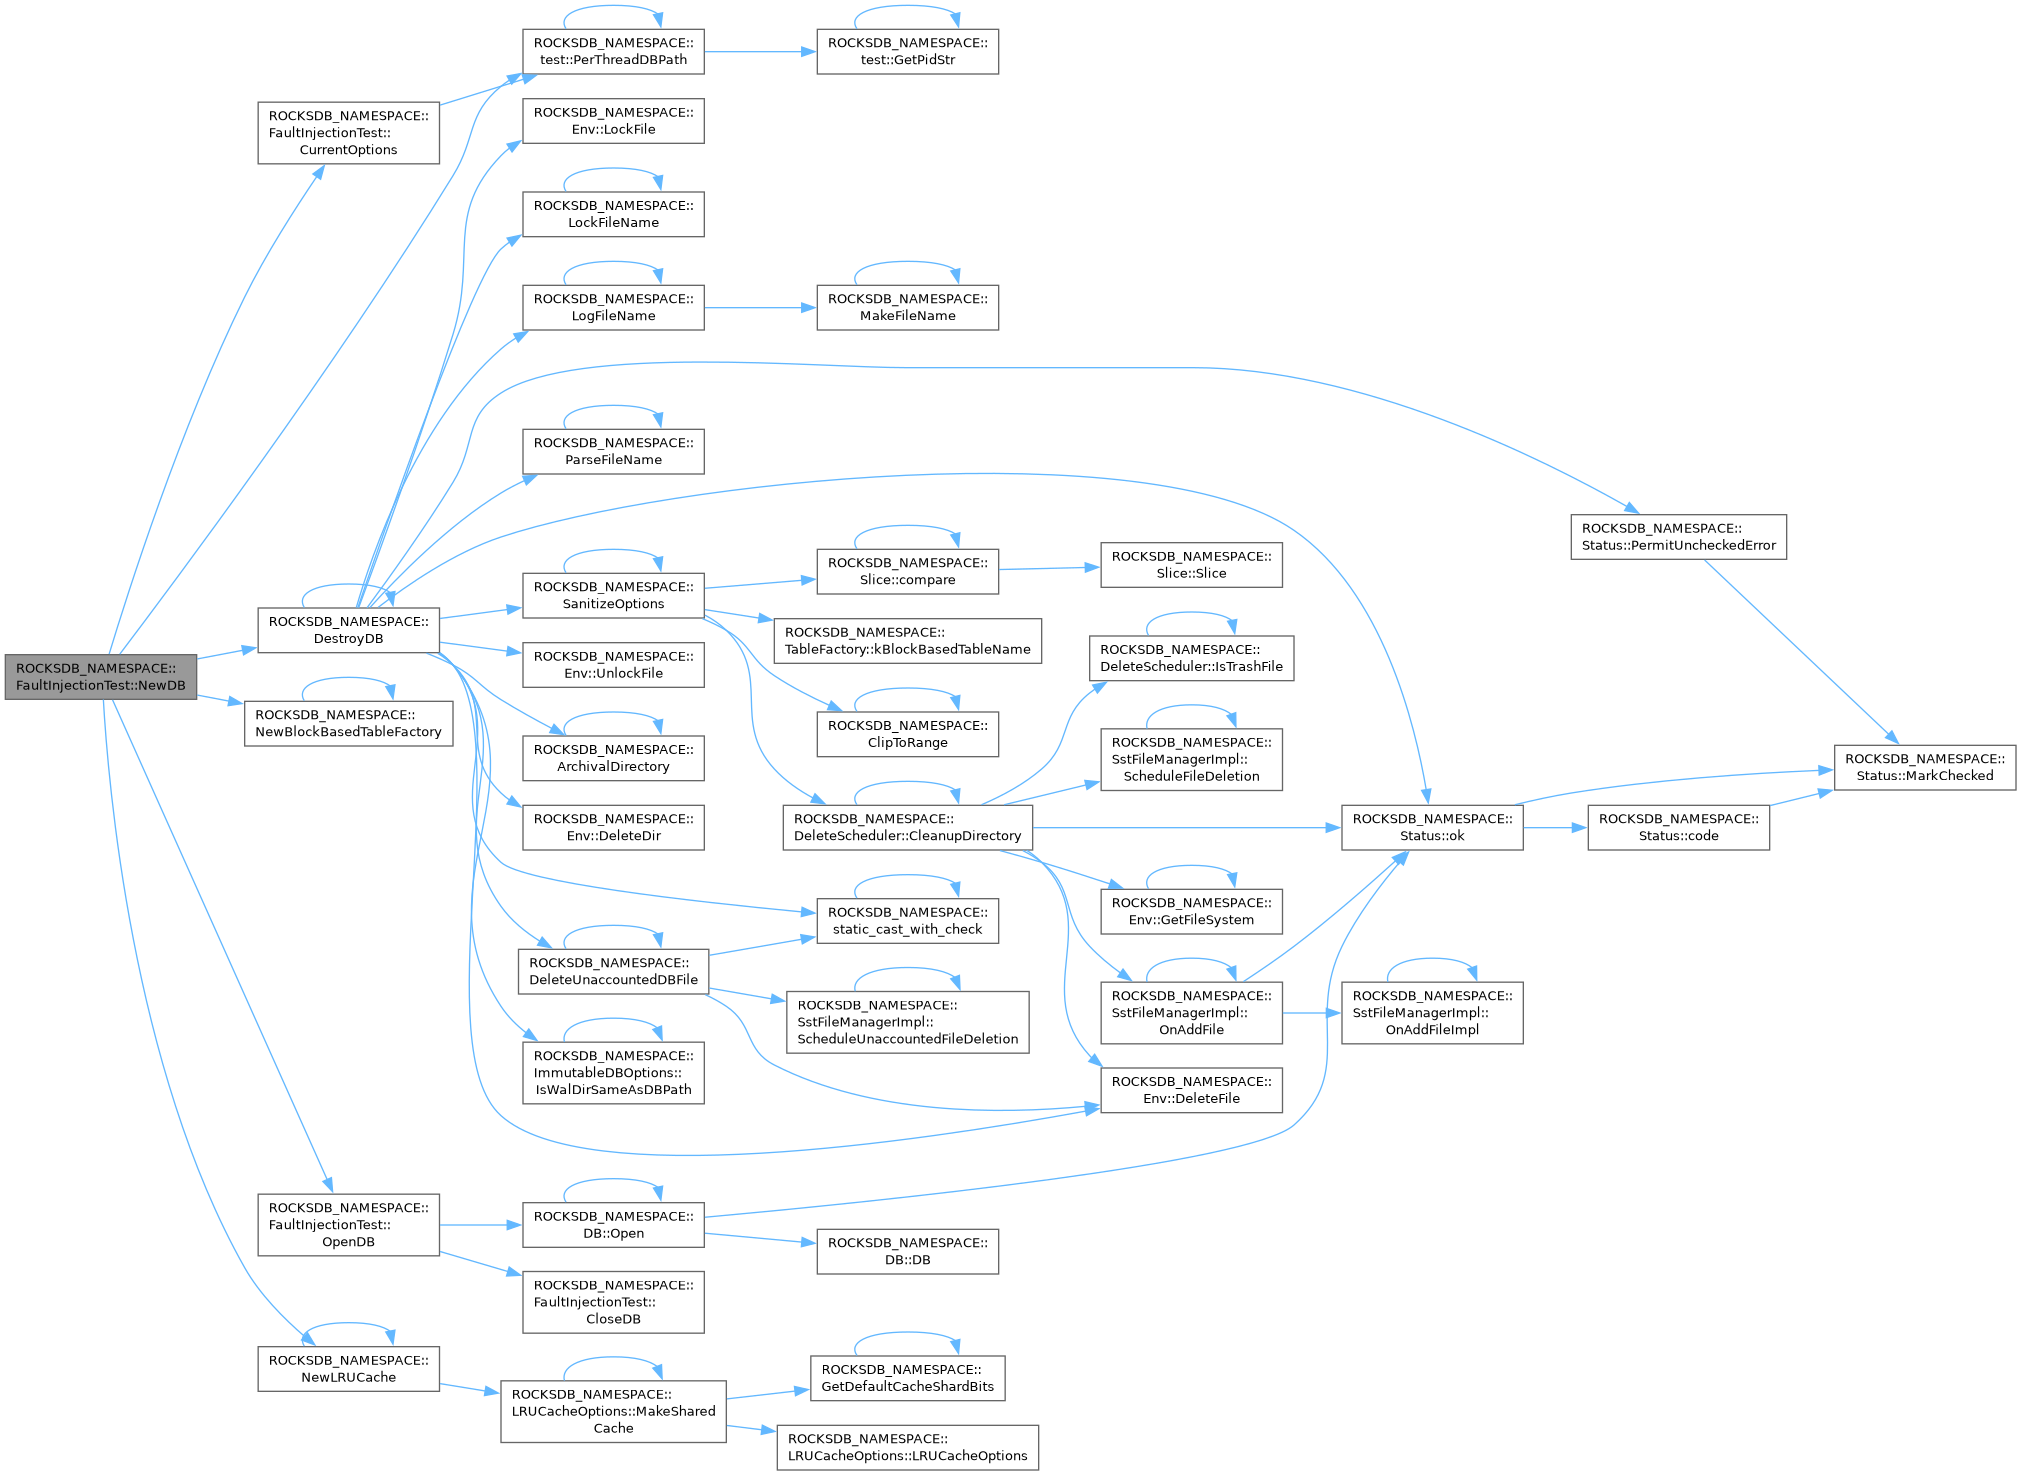 ROCKSDB_NAMESPACE::
FaultInjectionTest::NewDB
ROCKSDB_NAMESPACE::
FaultInjectionTest::
CurrentOptions
ROCKSDB_NAMESPACE::
test::PerThreadDBPath
ROCKSDB_NAMESPACE::
test::GetPidStr
ROCKSDB_NAMESPACE::
DestroyDB
ROCKSDB_NAMESPACE::
Env::LockFile
ROCKSDB_NAMESPACE::
LockFileName
ROCKSDB_NAMESPACE::
LogFileName
ROCKSDB_NAMESPACE::
MakeFileName
ROCKSDB_NAMESPACE::
ParseFileName
ROCKSDB_NAMESPACE::
SanitizeOptions
ROCKSDB_NAMESPACE::
Slice::compare
ROCKSDB_NAMESPACE::
Slice::Slice
ROCKSDB_NAMESPACE::
TableFactory::kBlockBasedTableName
ROCKSDB_NAMESPACE::
ClipToRange
ROCKSDB_NAMESPACE::
DeleteScheduler::CleanupDirectory
ROCKSDB_NAMESPACE::
DeleteScheduler::IsTrashFile
ROCKSDB_NAMESPACE::
SstFileManagerImpl::
ScheduleFileDeletion
ROCKSDB_NAMESPACE::
Status::ok
ROCKSDB_NAMESPACE::
Status::code
ROCKSDB_NAMESPACE::
Status::MarkChecked
ROCKSDB_NAMESPACE::
Status::PermitUncheckedError
ROCKSDB_NAMESPACE::
Env::GetFileSystem
ROCKSDB_NAMESPACE::
SstFileManagerImpl::
OnAddFile
ROCKSDB_NAMESPACE::
SstFileManagerImpl::
OnAddFileImpl
ROCKSDB_NAMESPACE::
Env::DeleteFile
ROCKSDB_NAMESPACE::
Env::UnlockFile
ROCKSDB_NAMESPACE::
ArchivalDirectory
ROCKSDB_NAMESPACE::
Env::DeleteDir
ROCKSDB_NAMESPACE::
static_cast_with_check
ROCKSDB_NAMESPACE::
DeleteUnaccountedDBFile
ROCKSDB_NAMESPACE::
SstFileManagerImpl::
ScheduleUnaccountedFileDeletion
ROCKSDB_NAMESPACE::
ImmutableDBOptions::
IsWalDirSameAsDBPath
ROCKSDB_NAMESPACE::
NewBlockBasedTableFactory
ROCKSDB_NAMESPACE::
FaultInjectionTest::
OpenDB
ROCKSDB_NAMESPACE::
DB::Open
ROCKSDB_NAMESPACE::
DB::DB
ROCKSDB_NAMESPACE::
FaultInjectionTest::
CloseDB
ROCKSDB_NAMESPACE::
NewLRUCache
ROCKSDB_NAMESPACE::
LRUCacheOptions::MakeShared
Cache
ROCKSDB_NAMESPACE::
GetDefaultCacheShardBits
ROCKSDB_NAMESPACE::
LRUCacheOptions::LRUCacheOptions